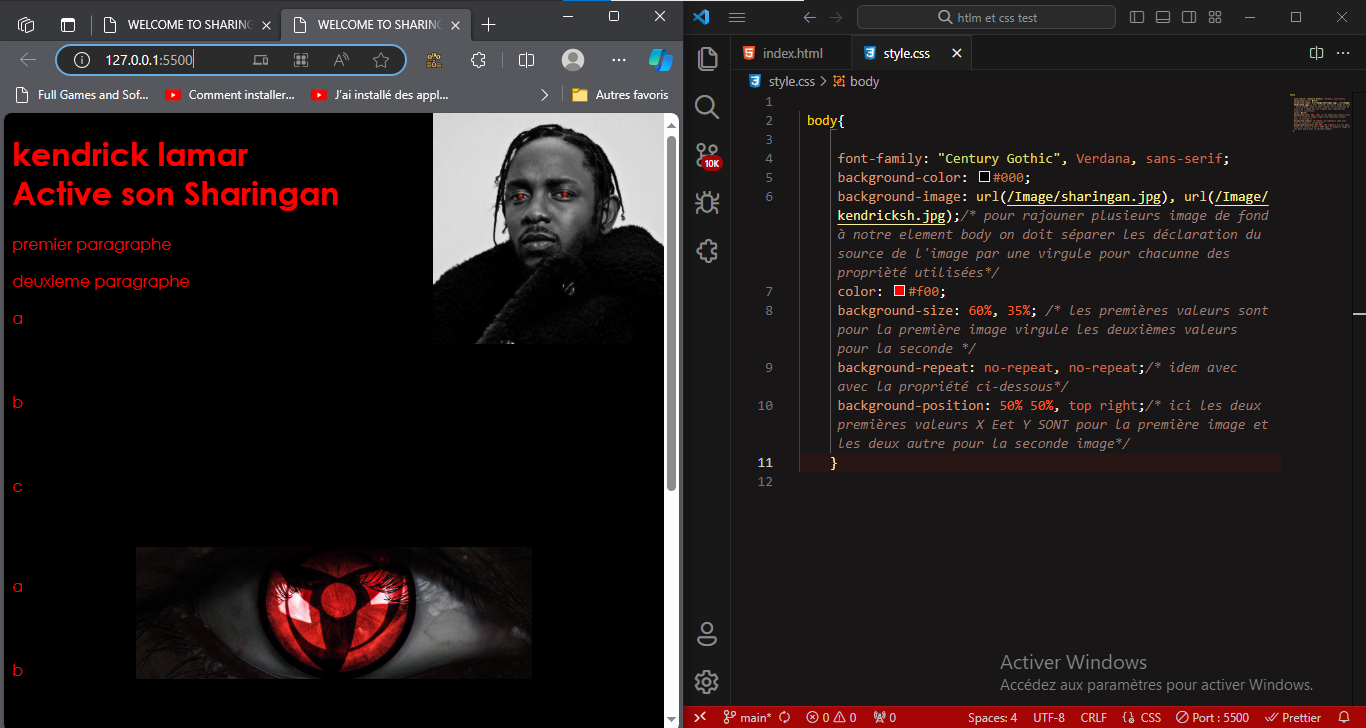 WELCOME TO SHARING
WELCOME TO SHARING
127.0.0.1:5500
Full Games and Sof...
Comment installer...
J'ai installé des appl...
Autres favoris
kendrick lamar
Active son Sharingan
premier paragraphe
deuxieme paragraphe
a
b
c
a
b
htlm et css test
index.html
style.css
style.css > body
10K
1
2 body{
3
4 font-family: "Century Gothic", Verdana, sans-serif;
5 background-color: #000;
6 background-image: url(/Image/sharingan.jpg), url(/Image/
kendricksh.jpg);/* pour rajouner plusieurs image de fond
à notre element body on doit séparer les déclaration du
source de l'image par une virgule pour chacunne des
proprièté utilisées*/
7 color: #f00;
8 background-size: 60%, 35%; /* les premières valeurs sont
pour la première image virgule les deuxièmes valeurs
pour la seconde */
9 background-repeat: no-repeat, no-repeat;/* idem avec
avec la propriété ci-dessous*/
10 background-position: 50% 50%, top right;/* ici les deux
premières valeurs X Eet Y SONT pour la première image et
les deux autre pour la seconde image*/
11 }
12
Activer Windows
Accédez aux paramètres pour activer Windows.
main* 0 0 0 Spaces: 4 UTF-8 CRLF CSS Port : 5500 Prettier